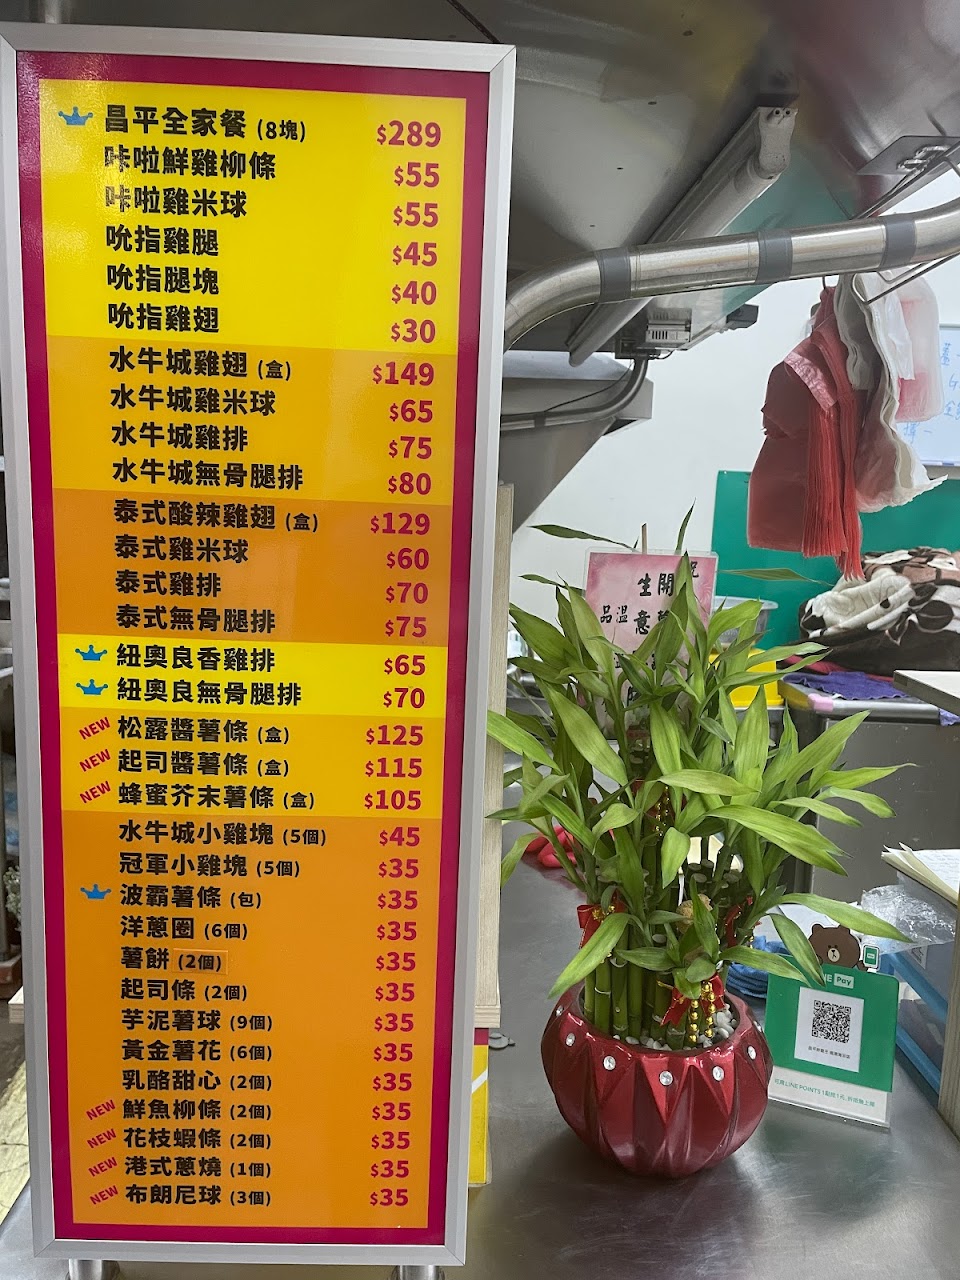 昌平全家餐 (8塊) $289
咔啦鮮雞柳條 $55
咔啦雞米球 $55
吮指雞腿 $45
吮指腿塊 $40
吮指雞翅 $30
水牛城雞翅 (盒) $149
水牛城雞米球 $65
水牛城雞排 $75
水牛城無骨腿排 $80
泰式酸辣雞翅 (盒) $129
泰式雞米球 $60
泰式雞排 $70
泰式無骨腿排 $75
紐奧良香雞排 $65
紐奧良無骨腿排 $70
NEW 松露醬薯條 (盒) $125
NEW 起司醬薯條 (盒) $115
NEW 蜂蜜芥末薯條 (盒) $105
水牛城小雞塊 (5個) $45
冠軍小雞塊 (5個) $35
波霸薯條 (包) $35
洋蔥圈 (6個) $35
薯餅 (2個) $35
起司條 (2個) $35
芋泥薯球 (9個) $35
黃金薯花 (6個) $35
乳酪甜心 (2個) $35
NEW 鮮魚柳條 (2個) $35
NEW 花枝蝦條 (2個) $35
NEW 港式蔥燒 (1個) $35
NEW 布朗尼球 (3個) $35
開
生
意
溫
品
Pay